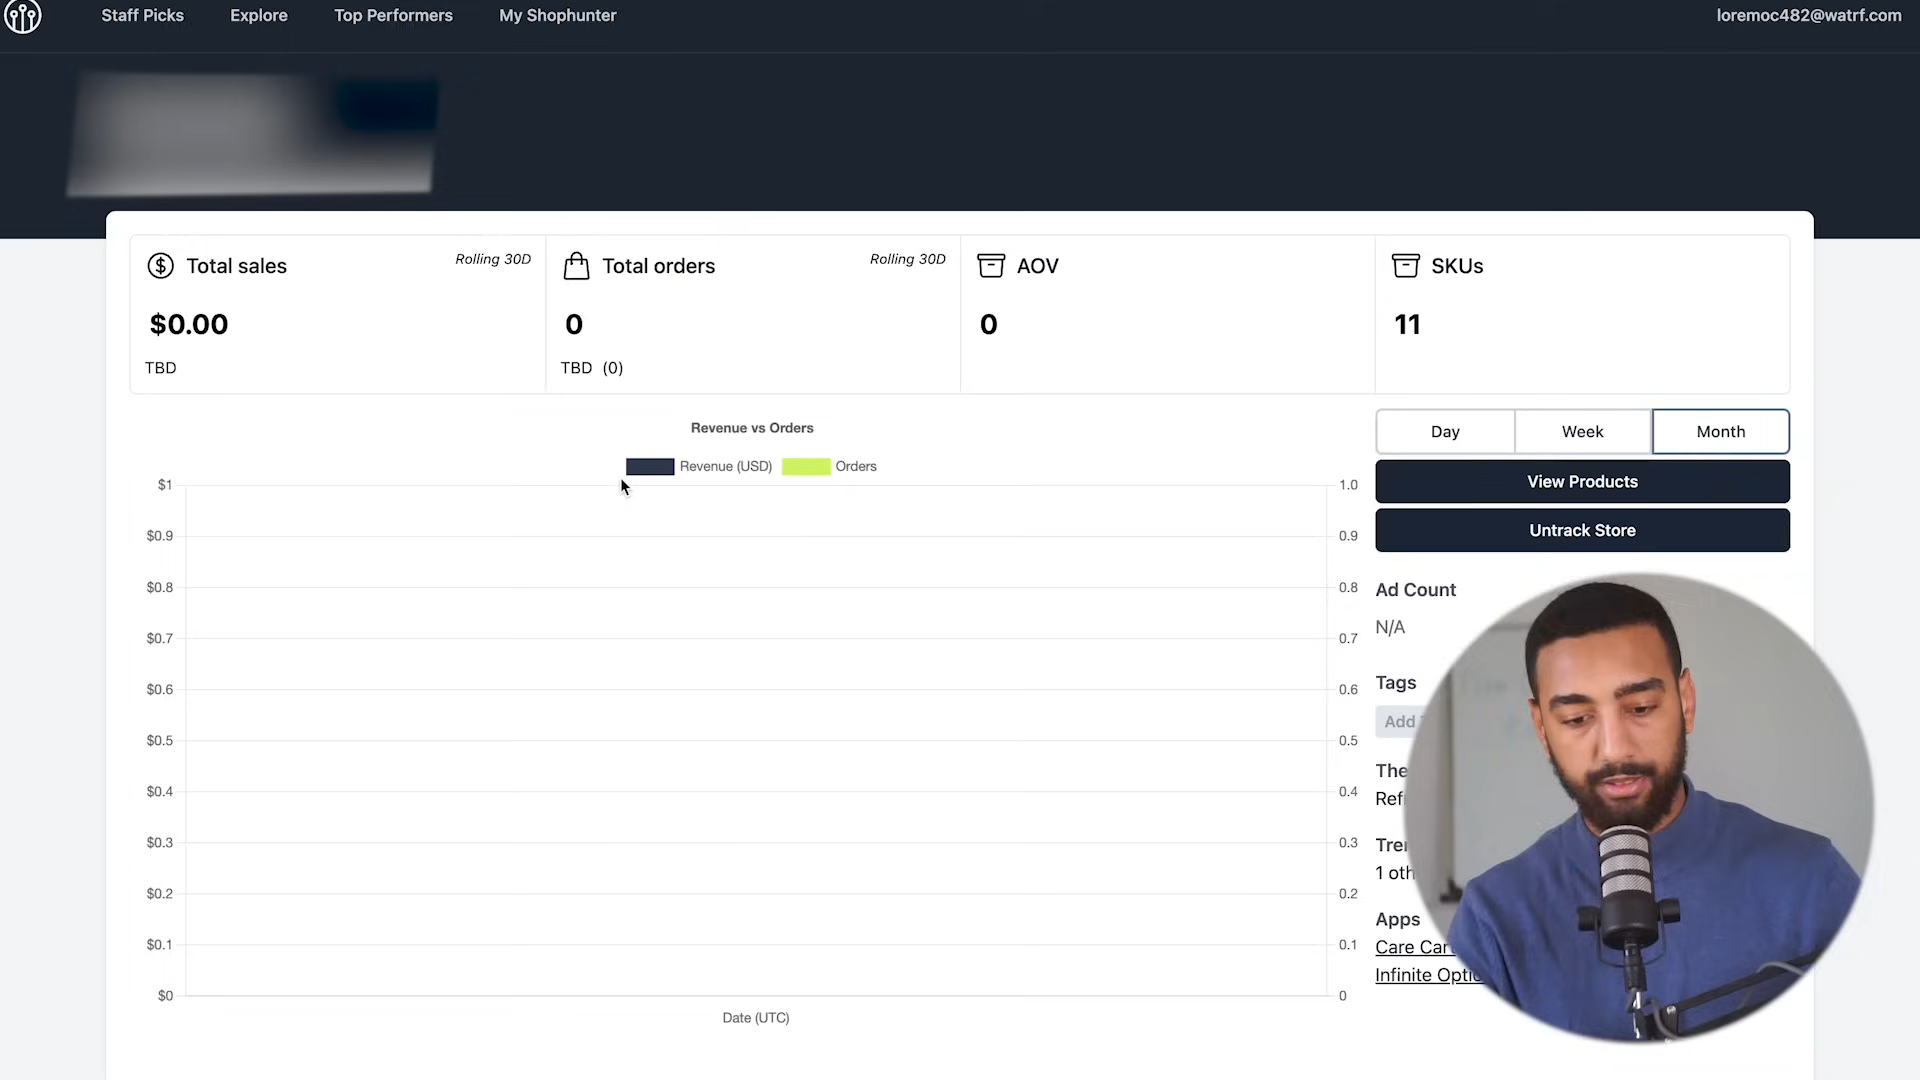 Staff Picks
Explore
Top Performers
My Shophunter
loremoc482@watrf.com
Total sales
Rolling 30D
$0.00
TBD
Total orders
Rolling 30D
0
TBD (0)
AOV
0
SKUs
11
Revenue vs Orders
Revenue (USD)
Orders
$1
$0.9
$0.8
$0.7
$0.6
$0.5
$0.4
$0.3
$0.2
$0.1
$0
1.0
0.9
0.8
0.7
0.6
0.5
0.4
0.3
0.2
0.1
0
Date (UTC)
Day
Week
Month
View Products
Untrack Store
Ad Count
N/A
Tags
Add
1
Apps
Care
Infinite